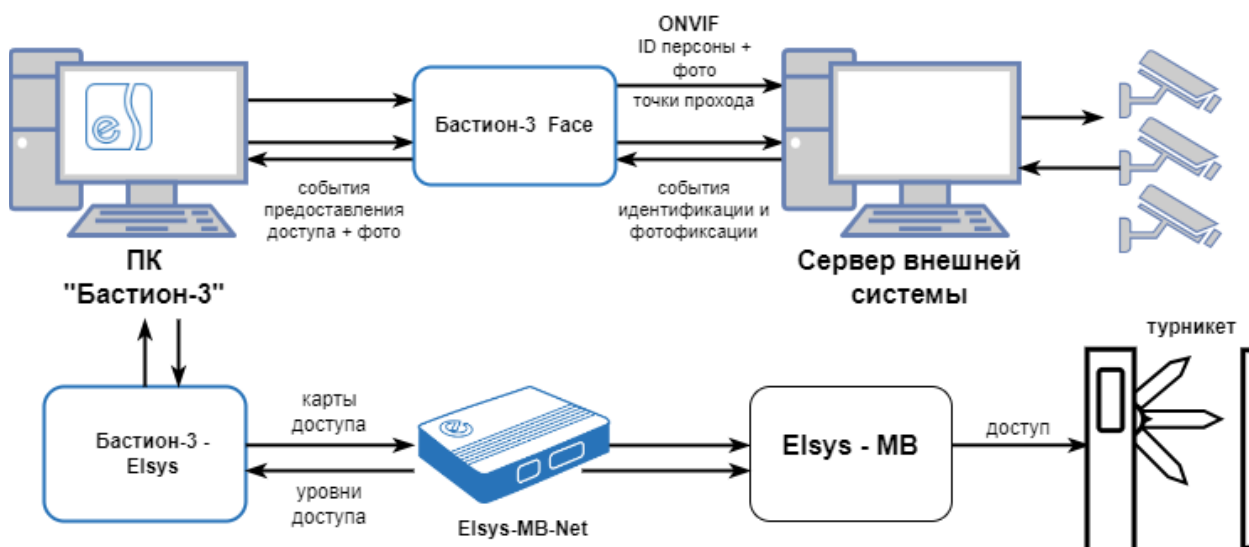 ONVIF
ID персоны +
фото
точки прохода
Бастион-3 Face
события
предоставления
доступа + фото
события
идентификации и
фотофиксации
ПК
"Бастион-3"
Сервер внешней
системы
турникет
Бастион-3 -
Elsys
карты
доступа
уровни
доступа
Elsys-MB-Net
Elsys - MB
доступ